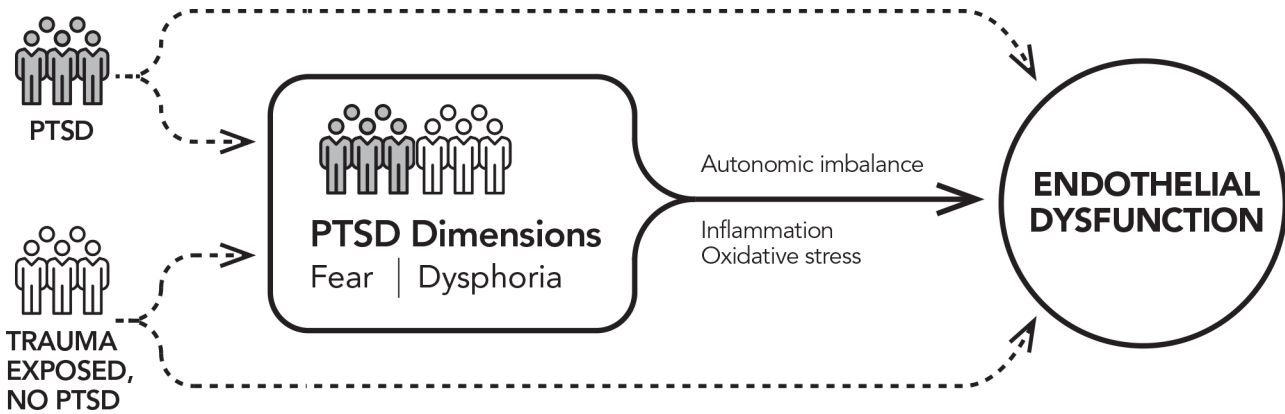 PTSD
TRAUMA
EXPOSED,
NO PTSD
PTSD Dimensions
Fear | Dysphoria
Autonomic imbalance
Inflammation
Oxidative stress
ENDOTHELIAL
DYSFUNCTION